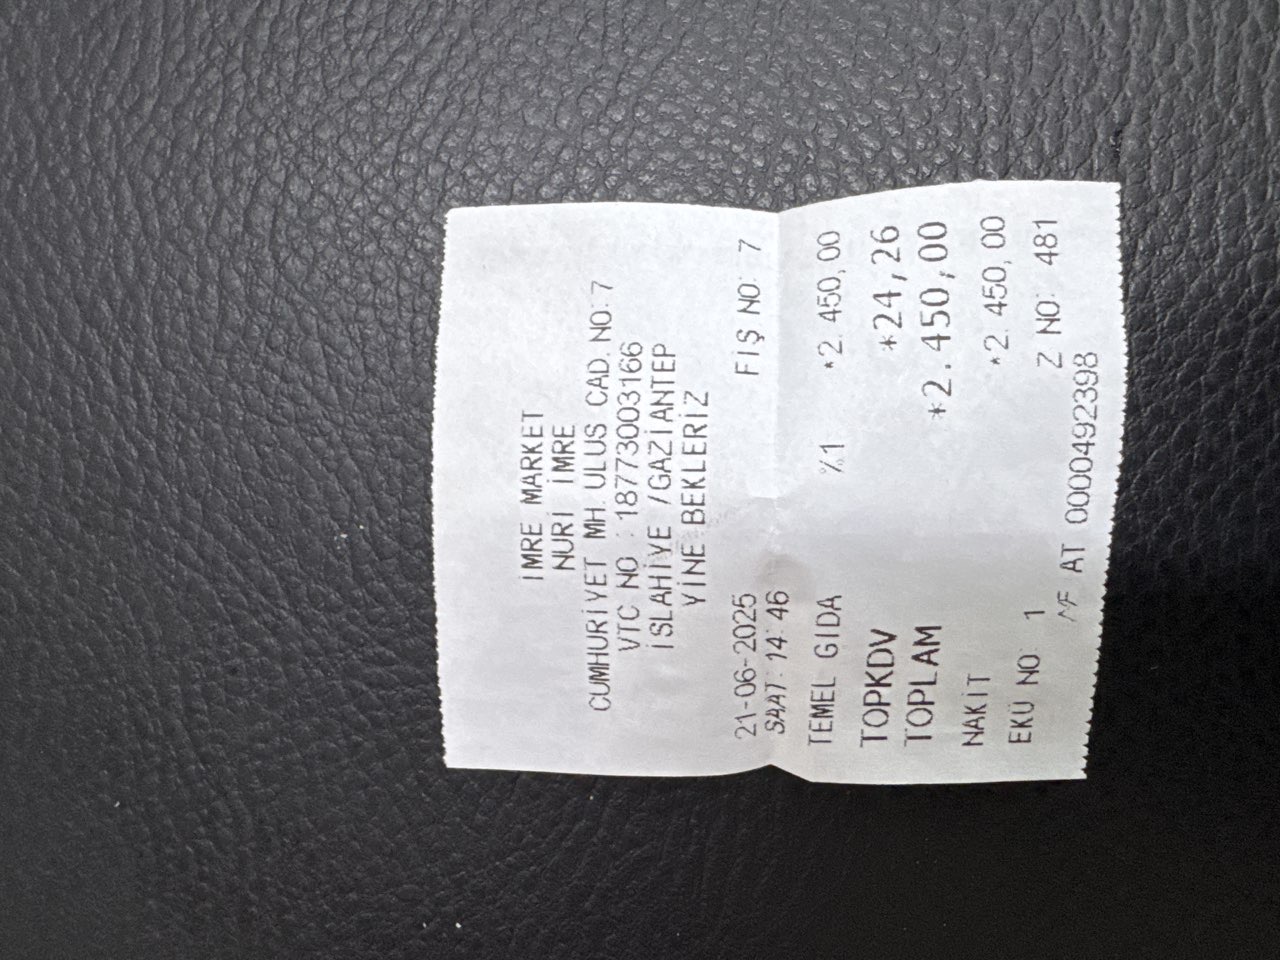 İMRE MARKET
NURİ İMRE
CUMHURİYET MH. ULUS CAD. NO:7
VTC NO : 18773003166
İSLAHİYE /GAZİANTEP
YİNE BEKLERİZ
21-06-2025 FİŞ NO: 7
SAAT: 14:46
TEMEL GIDA %1 *2.450,00
TOPKDV *24,26
TOPLAM *2.450,00
NAKİT *2.450,00
EKÜ NO: 1 Z NO: 481
MF AT 0000492398